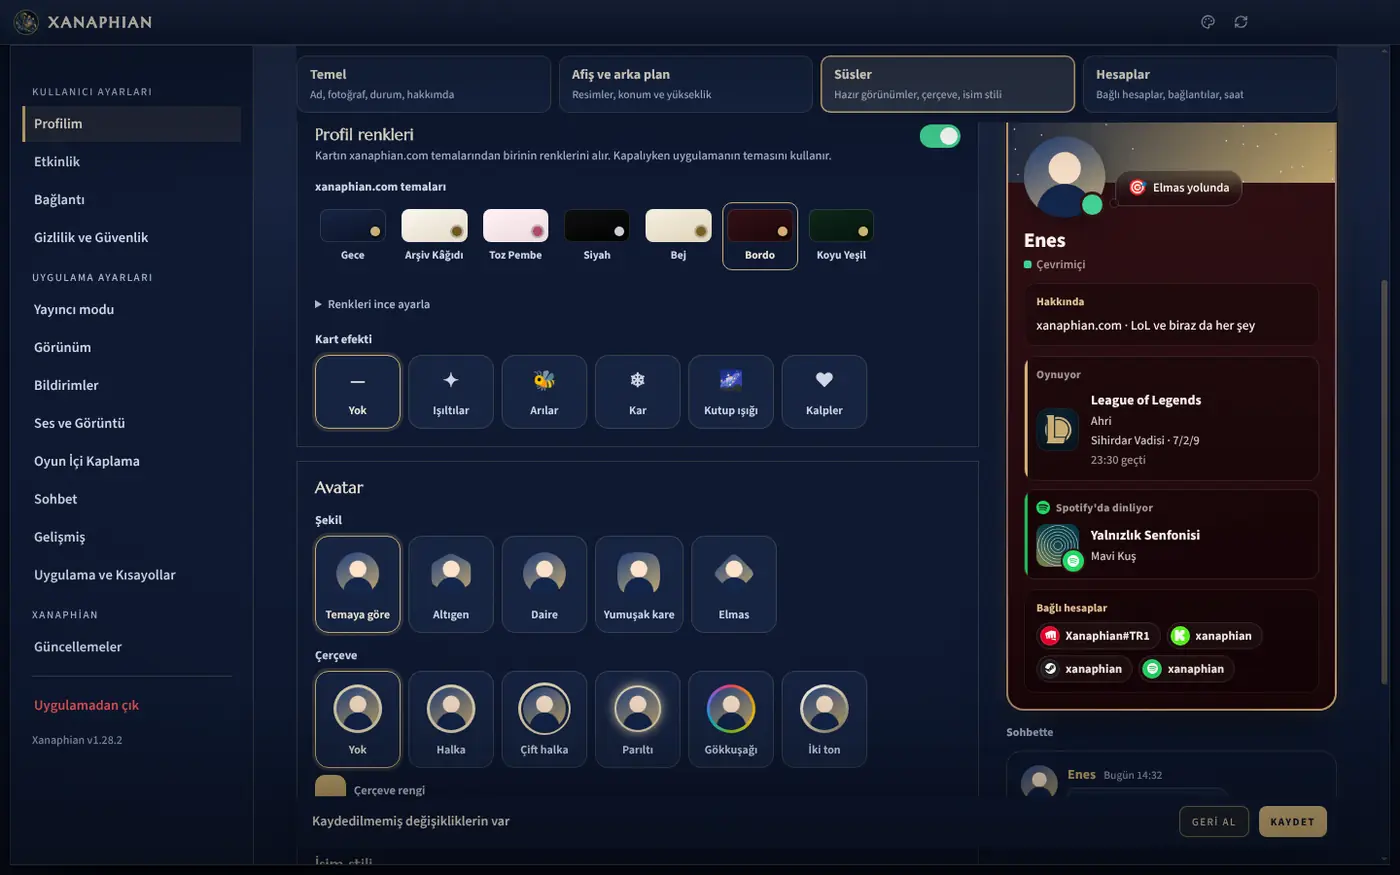 XANAPHIAN
KULLANICI AYARLARI
Profilim
Etkinlik
Bağlantı
Gizlilik ve Güvenlik
UYGULAMA AYARLARI
Yayıncı modu
Görünüm
Bildirimler
Ses ve Görüntü
Oyun İçi Kaplama
Sohbet
Gelişmiş
Uygulama ve Kısayollar
XANAPHİAN
Güncellemeler
Uygulamadan çık
Xanaphian v1.28.2
Temel
Ad, fotoğraf, durum, hakkımda
Afiş ve arka plan
Resimler, konum ve yükseklik
Süsler
Hazır görünümler, çerçeve, isim stili
Hesaplar
Bağlı hesaplar, bağlantılar, saat
Profil renkleri
Kartın xanaphian.com temalarından birinin renklerini alır. Kapalıyken uygulamanın temasını kullanır.
xanaphian.com temaları
Gece
Arşiv Kâğıdı
Toz Pembe
Siyah
Bej
Bordo
Koyu Yeşil
Renkleri ince ayarla
Kart efekti
Yok
Işıltılar
Arılar
Kar
Kutup ışığı
Kalpler
Avatar
Şekil
Temaya göre
Altıgen
Daire
Yumuşak kare
Elmas
Çerçeve
Yok
Halka
Çift halka
Parıltı
Gökkuşağı
İki ton
Çerçeve rengi
Kaydedilmemiş değişikliklerin var
GERİ AL
KAYDET
İsim stili
Elmas yolunda
Enes
Çevrimiçi
Hakkında
xanaphian.com · LoL ve biraz da her şey
Oynuyor
League of Legends
Ahri
Sihirdar Vadisi · 7/2/9
23:30 geçti
Spotify'da dinliyor
Yalnızlık Senfonisi
Mavi Kuş
Bağlı hesaplar
Xanaphian#TR1
xanaphian
xanaphian
xanaphian
Sohbette
Enes Bugün 14:32